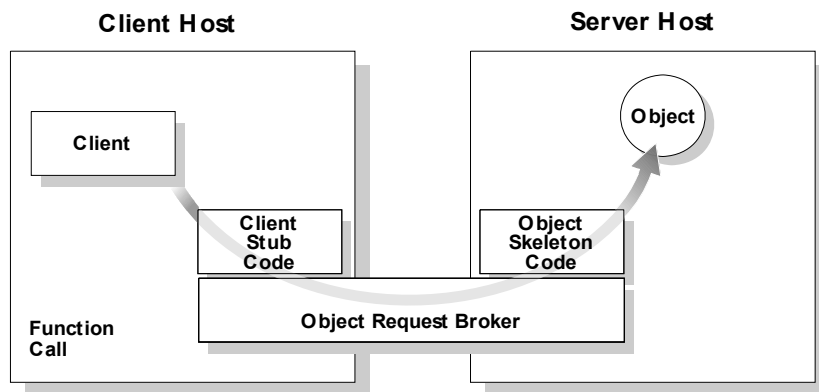 Client Host
Server Host
Client
Object
Client
Stub
Code
Object
Skeleton
Code
Object Request Broker
Function
Call